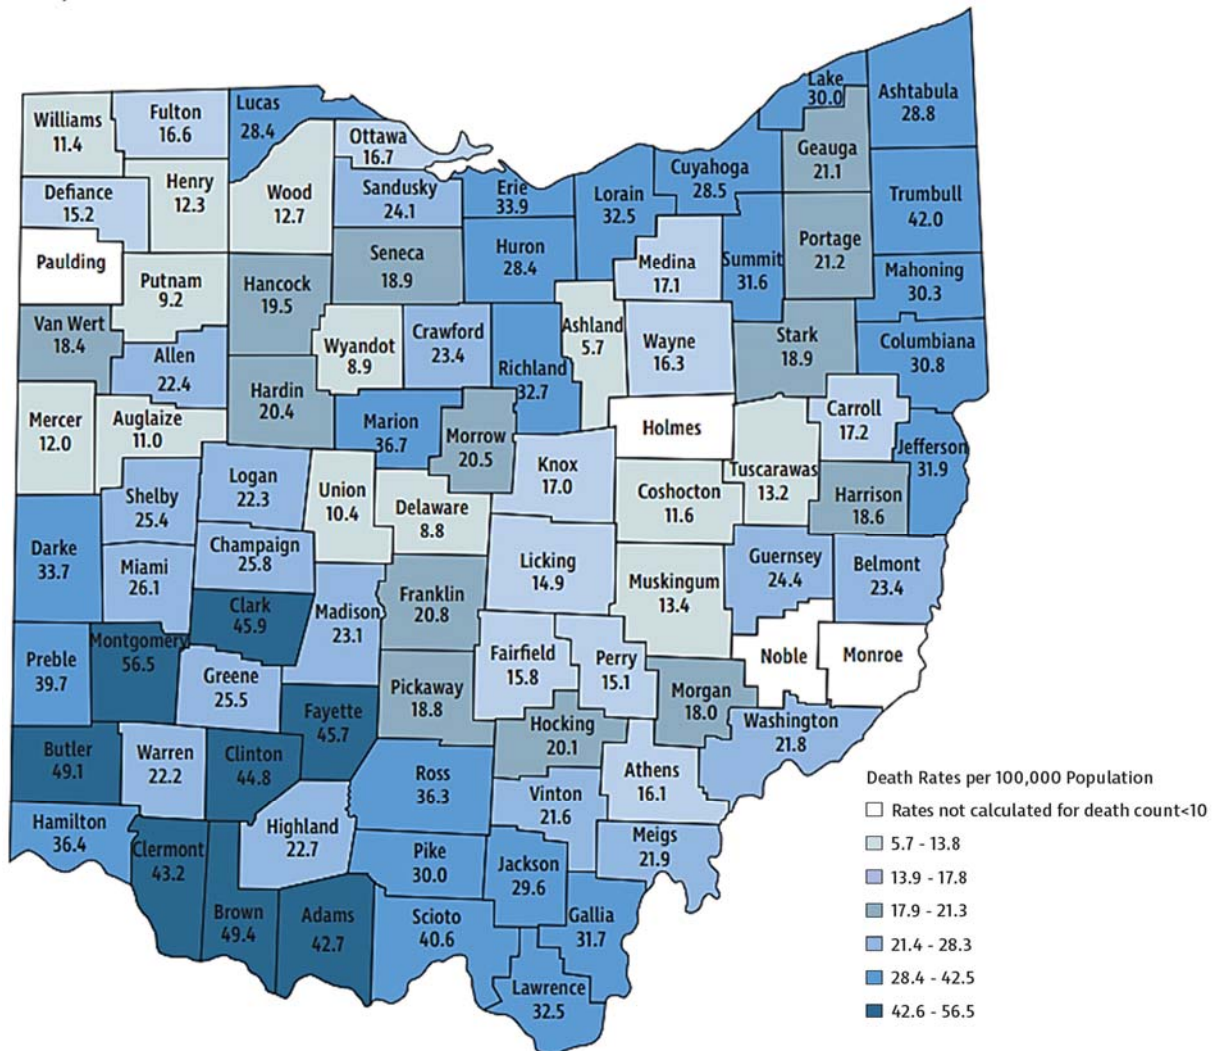 Williams
11.4
Fulton
16.6
Lucas
28.4
Ottawa
16.7
Lake
30.0
Ashtabula
28.8
Defiance
15.2
Henry
12.3
Wood
12.7
Sandusky
24.1
Erie
33.9
Lorain
32.5
Cuyahoga
28.5
Geauga
21.1
Trumbull
42.0
Paulding
Putnam
9.2
Hancock
19.5
Seneca
18.9
Huron
28.4
Medina
17.1
Summit
31.6
Portage
21.2
Mahoning
30.3
Van Wert
18.4
Allen
22.4
Hardin
20.4
Wyandot
8.9
Crawford
23.4
Richland
32.7
Ashland
5.7
Wayne
16.3
Stark
18.9
Columbiana
30.8
Mercer
12.0
Auglaize
11.0
Marion
36.7
Morrow
20.5
Holmes
Carroll
17.2
Jefferson
31.9
Shelby
25.4
Logan
22.3
Union
10.4
Delaware
8.8
Knox
17.0
Coshocton
11.6
Tuscarawas
13.2
Harrison
18.6
Darke
33.7
Miami
26.1
Champaign
25.8
Clark
45.9
Madison
23.1
Franklin
20.8
Licking
14.9
Muskingum
13.4
Guernsey
24.4
Belmont
23.4
Preble
39.7
Montgomery
56.5
Greene
25.5
Fayette
45.7
Pickaway
18.8
Fairfield
15.8
Perry
15.1
Morgan
18.0
Noble
Monroe
Butler
49.1
Warren
22.2
Clinton
44.8
Ross
36.3
Hocking
20.1
Athens
16.1
Washington
21.8
Hamilton
36.4
Clermont
43.2
Highland
22.7
Pike
30.0
Vinton
21.6
Meigs
21.9
Brown
49.4
Adams
42.7
Scioto
40.6
Jackson
29.6
Gallia
31.7
Lawrence
32.5
Death Rates per 100,000 Population
Rates not calculated for death count<10
5.7 - 13.8
13.9 - 17.8
17.9 - 21.3
21.4 - 28.3
28.4 - 42.5
42.6 - 56.5